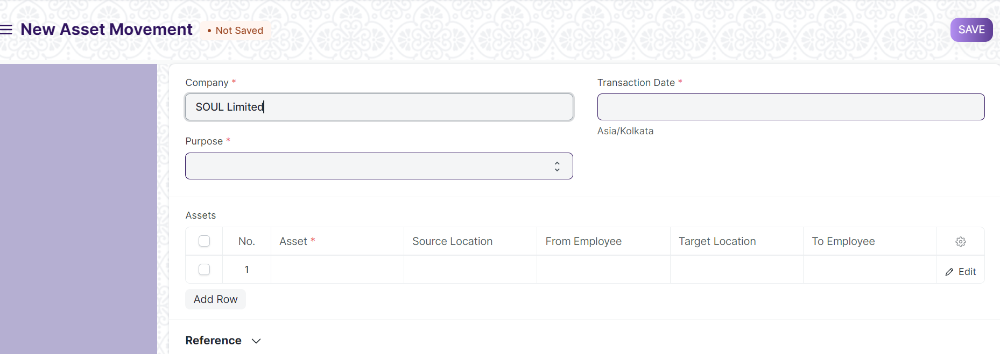 New Asset Movement
• Not Saved
SAVE
Company *
SOUL Limited
Transaction Date *
Asia/Kolkata
Purpose *
Assets
No. Asset * Source Location From Employee Target Location To Employee
1 Edit
Add Row
Reference